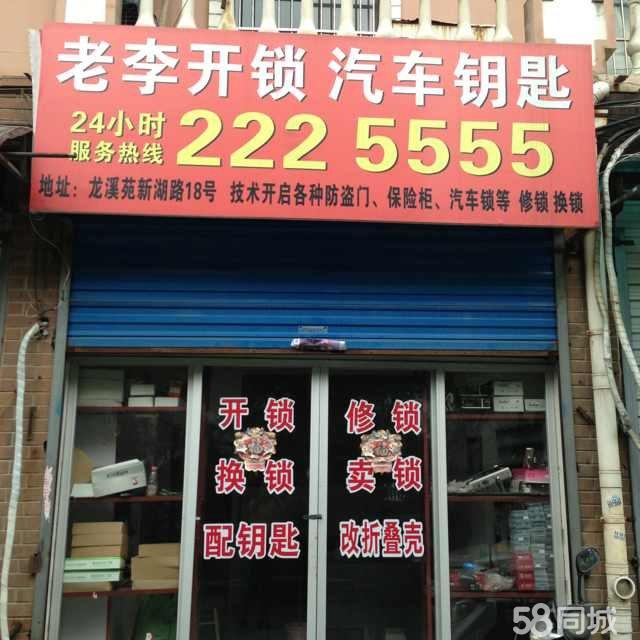 老李开锁 汽车钥匙
24小时
服务热线
222 5555
地址：龙溪苑新湖路18号 技术开启各种防盗门、保险柜、汽车锁等 修锁 换锁
开锁 修锁
换锁 卖锁
配钥匙 改折叠壳
58同城